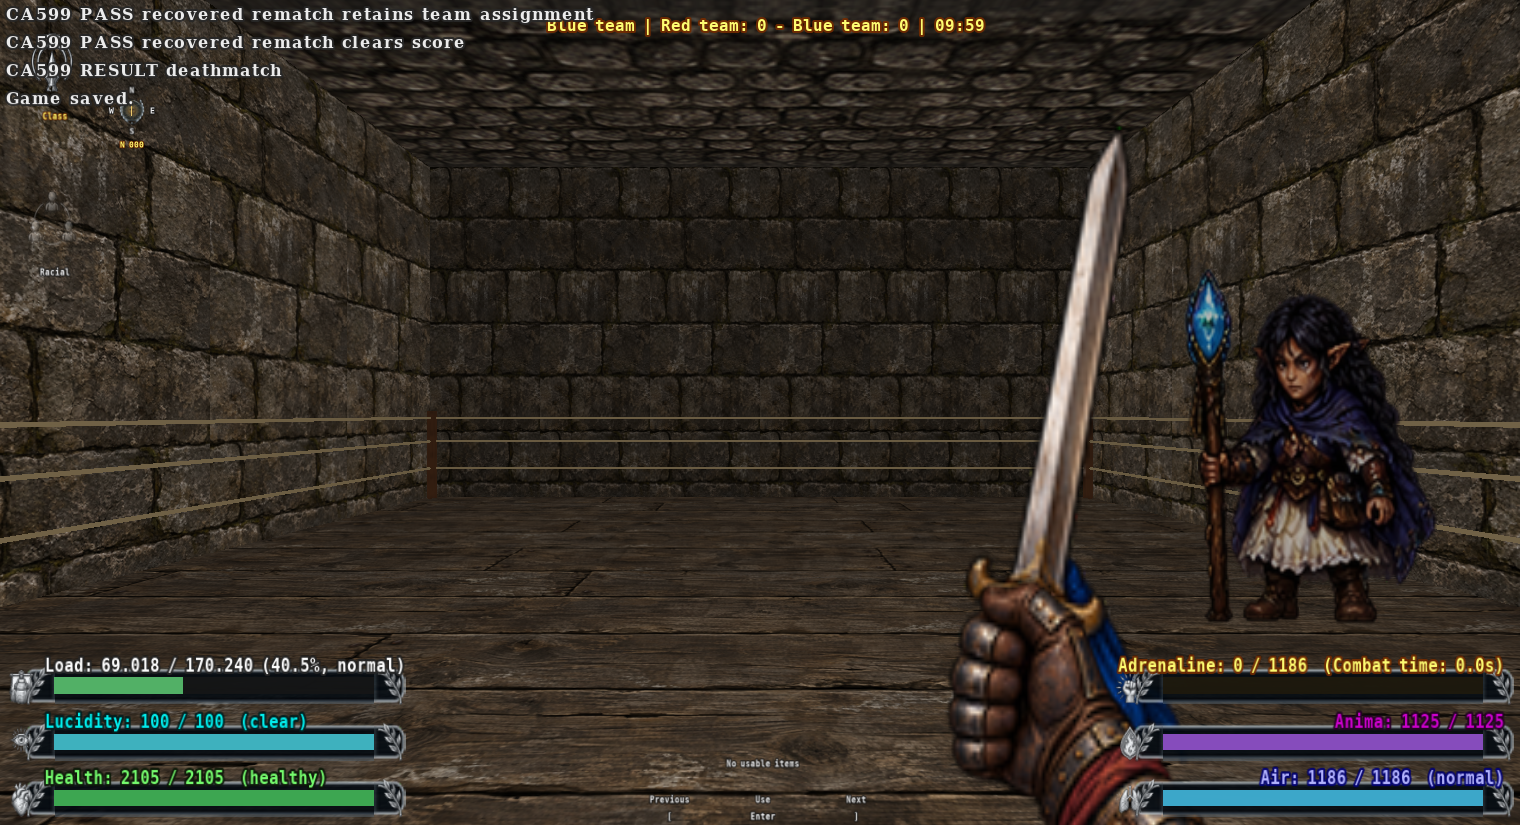 CA599 PASS recovered rematch retains team assignment
Blue team | Red team: 0 - Blue team: 0 | 09:59
CA599 PASS recovered rematch clears score
CA599 RESULT deathmatch
Game saved.
N
W E
S
Class
N 000
Racial
Load: 69.018 / 170.240 (40.5%, normal)
Adrenaline: 0 / 1186 (Combat time: 0.0s)
Lucidity: 100 / 100 (clear)
Anima: 1125 / 1125
Health: 2105 / 2105 (healthy)
Air: 1186 / 1186 (normal)
No usable items
Previous Use Next
[ Enter ]